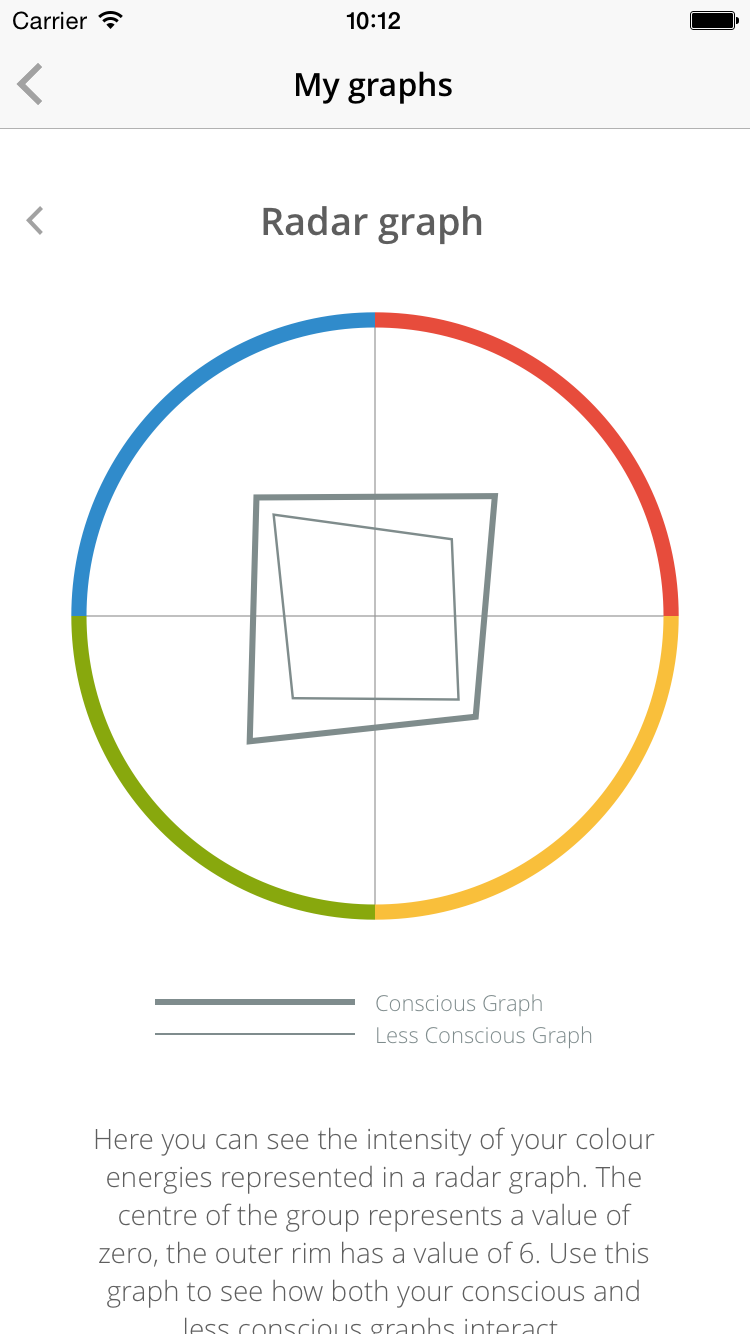 Carrier 10:12
My graphs
Radar graph
Conscious Graph
Less Conscious Graph
Here you can see the intensity of your colour
energies represented in a radar graph. The
centre of the group represents a value of
zero, the outer rim has a value of 6. Use this
graph to see how both your conscious and
less conscious graphs interact